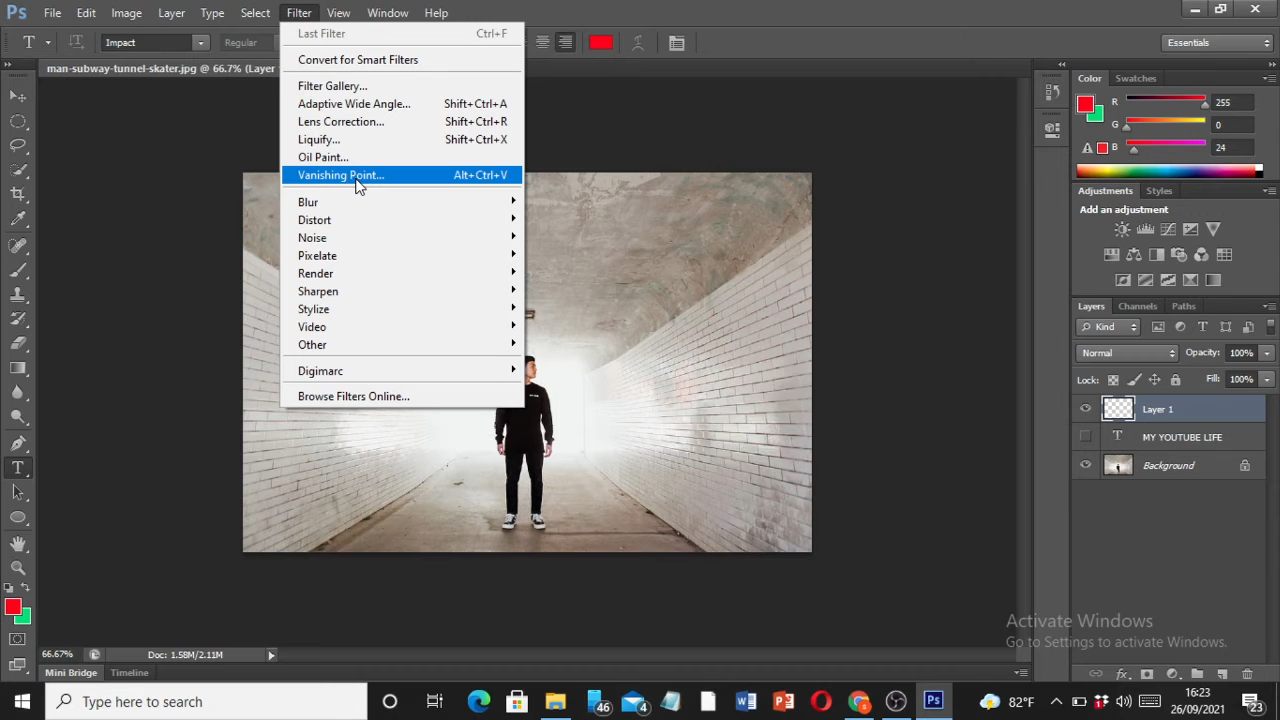 Ps File Edit Image Layer Type Select Filter View Window Help
T T Impact Regular Essentials
man-subway-tunnel-skater.jpg @ 66.7% (Layer
Last Filter Ctrl+F
Convert for Smart Filters
Filter Gallery...
Adaptive Wide Angle... Shift+Ctrl+A
Lens Correction... Shift+Ctrl+R
Liquify... Shift+Ctrl+X
Oil Paint...
Vanishing Point... Alt+Ctrl+V
Blur
Distort
Noise
Pixelate
Render
Sharpen
Stylize
Video
Other
Digimarc
Browse Filters Online...
Color Swatches
R 255
G 0
B 24
Adjustments Styles
Add an adjustment
Layers Channels Paths
Kind T
Normal Opacity: 100%
Lock: Fill: 100%
Layer 1
T MY YOUTUBE LIFE
Background
T
Activate Windows
Go to Settings to activate Windows.
66.67% Doc: 1.58M/2.11M
fx
Mini Bridge Timeline
Type here to search
46
4
Ps
82°F
16:23
26/09/2021
23